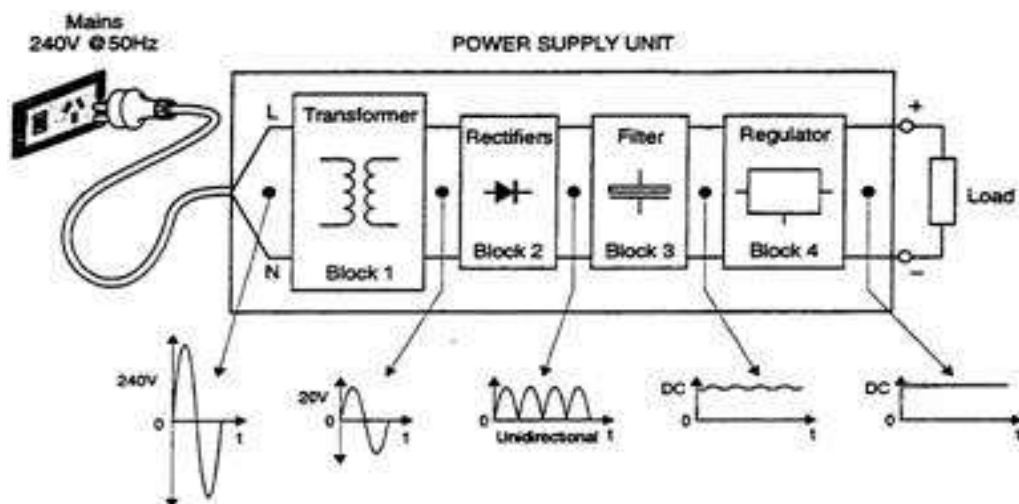 Mains
240V @50Hz
POWER SUPPLY UNIT
L
N
Transformer
Block 1
Rectifiers
Block 2
Filter
Block 3
Regulator
Block 4
+
−
Load
240V
0
t
20V
0
t
0
Unidirectional
t
DC
0
t
DC
0
t